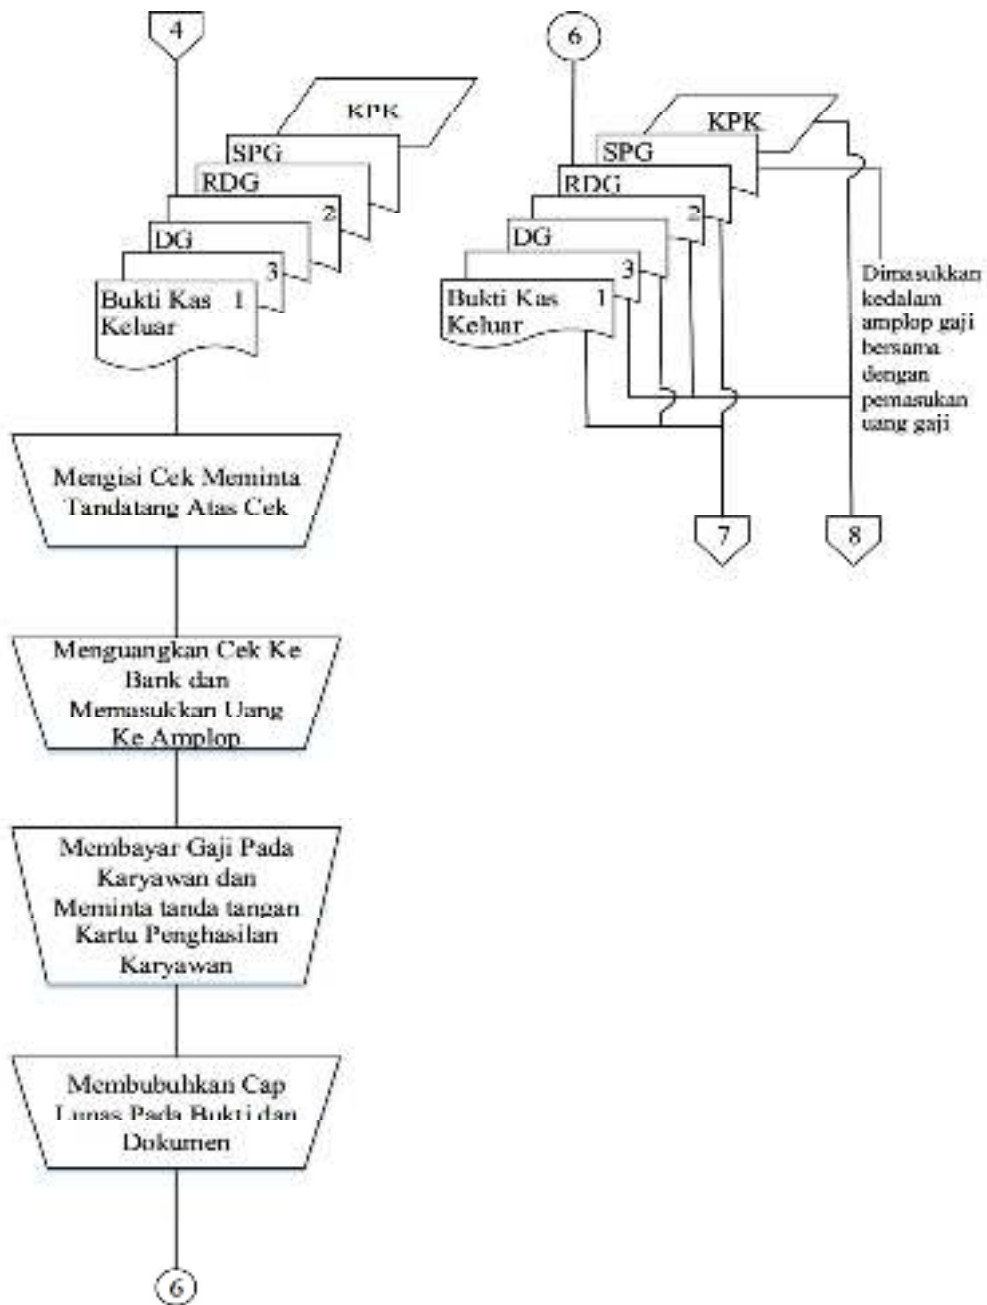 4
KPK
SPG
RDG
2
DG
3
Bukti Kas 1
Keluar
Mengisi Cek Meminta
Tandatang Atas Cek
Menguangkan Cek Ke
Bank dan
Memasukkan Uang
Ke Amplop
Membayar Gaji Pada
Karyawan dan
Meminta tanda tangan
Kartu Penghasilan
Karyawan
Membubuhkan Cap
Lunas Pada Bukti dan
Dokumen
6
6
KPK
SPG
RDG
2
DG
3
Bukti Kas 1
Keluar
Dimasukkan
kedalam
amplop gaji
bersama
dengan
pemasukan
uang gaji
7
8